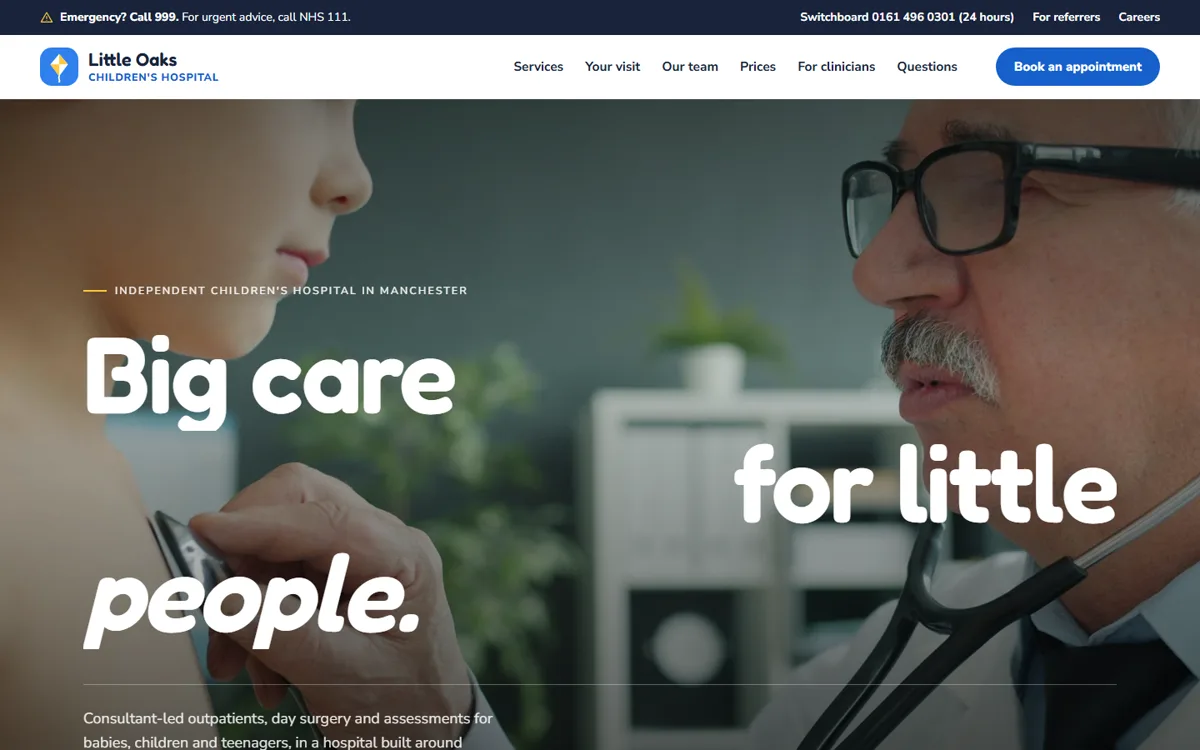 Emergency? Call 999. For urgent advice, call NHS 111.
Switchboard 0161 496 0301 (24 hours)
For referrers
Careers
Little Oaks
CHILDREN'S HOSPITAL
Services
Your visit
Our team
Prices
For clinicians
Questions
Book an appointment
INDEPENDENT CHILDREN'S HOSPITAL IN MANCHESTER
Big care
for little
people.
Consultant-led outpatients, day surgery and assessments for
babies, children and teenagers, in a hospital built around